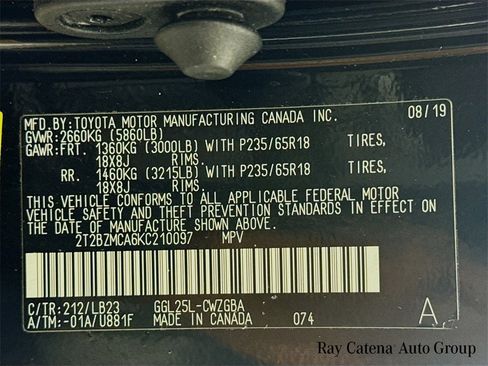 MFD.BY:TOYOTA MOTOR MANUFACTURING CANADA INC. 08/19
GVWR:2660KG (5860LB)
GAWR:FRT. 1360KG (3000LB) WITH P235/65R18 TIRES,
18X8J RIMS.
RR. 1460KG (3215LB) WITH P235/65R18 TIRES,
18X8J RIMS.
THIS VEHICLE CONFORMS TO ALL APPLICABLE FEDERAL MOTOR
VEHICLE SAFETY AND THEFT PREVENTION STANDARDS IN EFFECT
ON THE DATE OF MANUFACTURE SHOWN ABOVE.
2T2BZMCA6KC210097 MPV
C/TR:212/LB23 GGL25L-CWZGBA
A/TM:-01A/U881F MADE IN CANADA 074 A
Ray Catena Auto Group